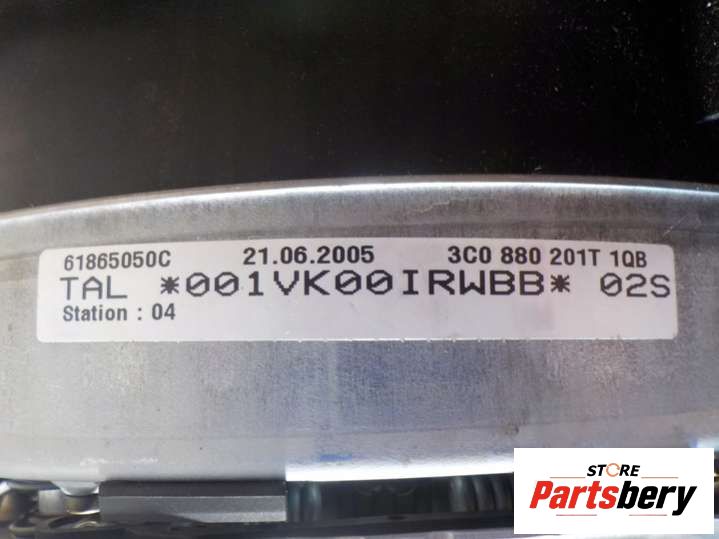 61865050C 21.06.2005 3C0 880 201T 1QB
TAL *001VK00IRWBB* 02S
Station : 04
STORE
Partsbery